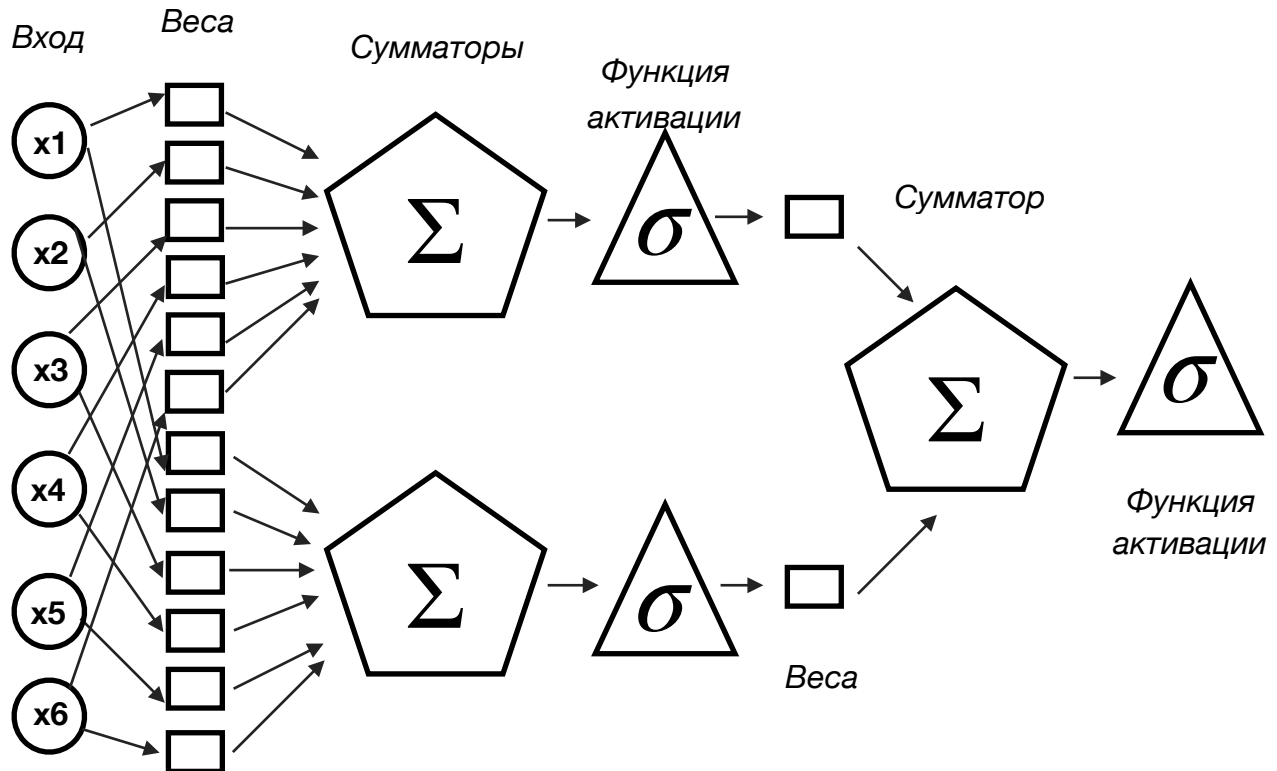 Вход
Веса
Сумматоры
Функция
активации
Сумматор
x1
x2
x3
x4
x5
x6
Σ
σ
Σ
σ
Σ
σ
Веса
Функция
активации